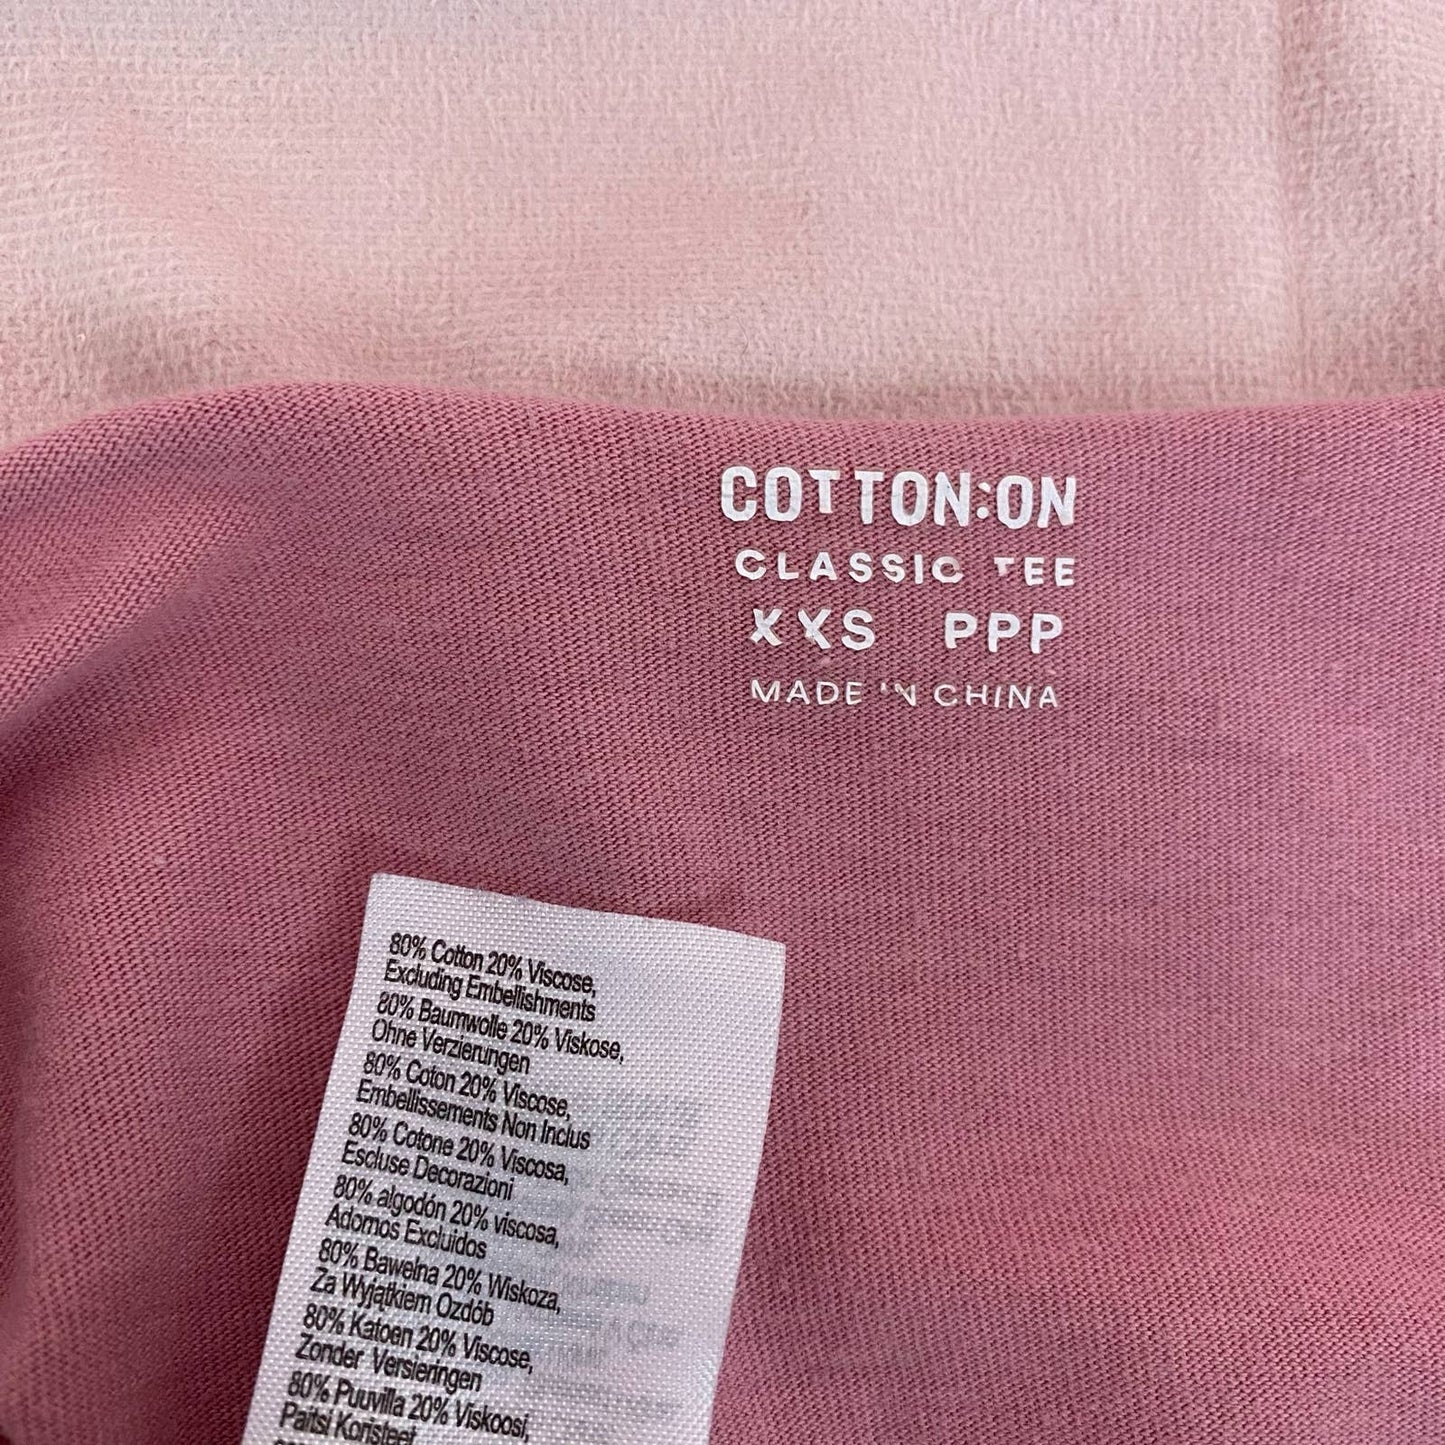 COTTON:ON
CLASSIC TEE
XXS PPP
MADE IN CHINA
80% Cotton 20% Viscose,
Excluding Embellishments
80% Baumwolle 20% Viskose,
Ohne Verzierungen
80% Coton 20% Viscose,
Embellissements Non Inclus
80% Cotone 20% Viscosa,
Escluse Decorazioni
80% algodón 20% viscosa,
Adornos Excluidos
80% Bawełna 20% Wiskoza,
Za Wyjątkiem Ozdób
80% Katoen 20% Viscose,
Zonder Versieringen
80% Puuvilla 20% Viskoosi,
Paitsi Koristeet